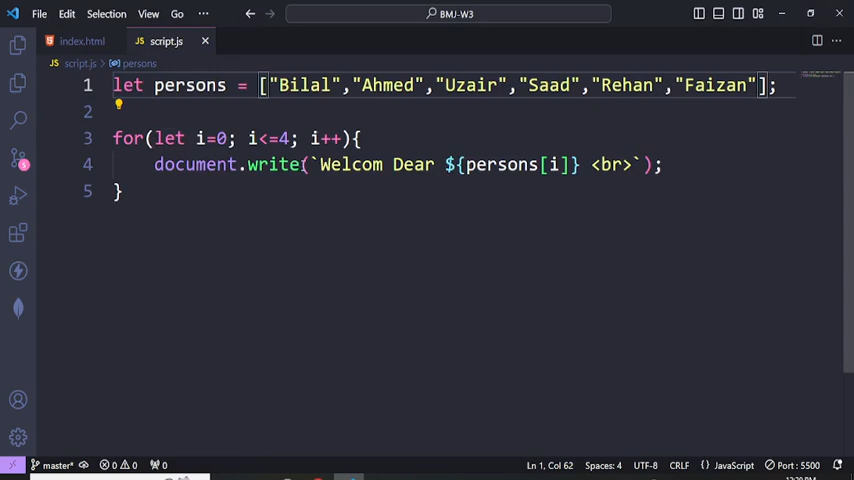 File Edit Selection View Go ··· BMJ-W3
index.html script.js
script.js persons
1 let persons = ["Bilal","Ahmed","Uzair","Saad","Rehan","Faizan"];
2
3 for(let i=0; i<=4; i++){
4 document.write(`Welcom Dear ${persons[i]} <br>`);
5 }
master* 0 0 0 Ln 1, Col 62 Spaces: 4 UTF-8 CRLF {} JavaScript Port : 5500